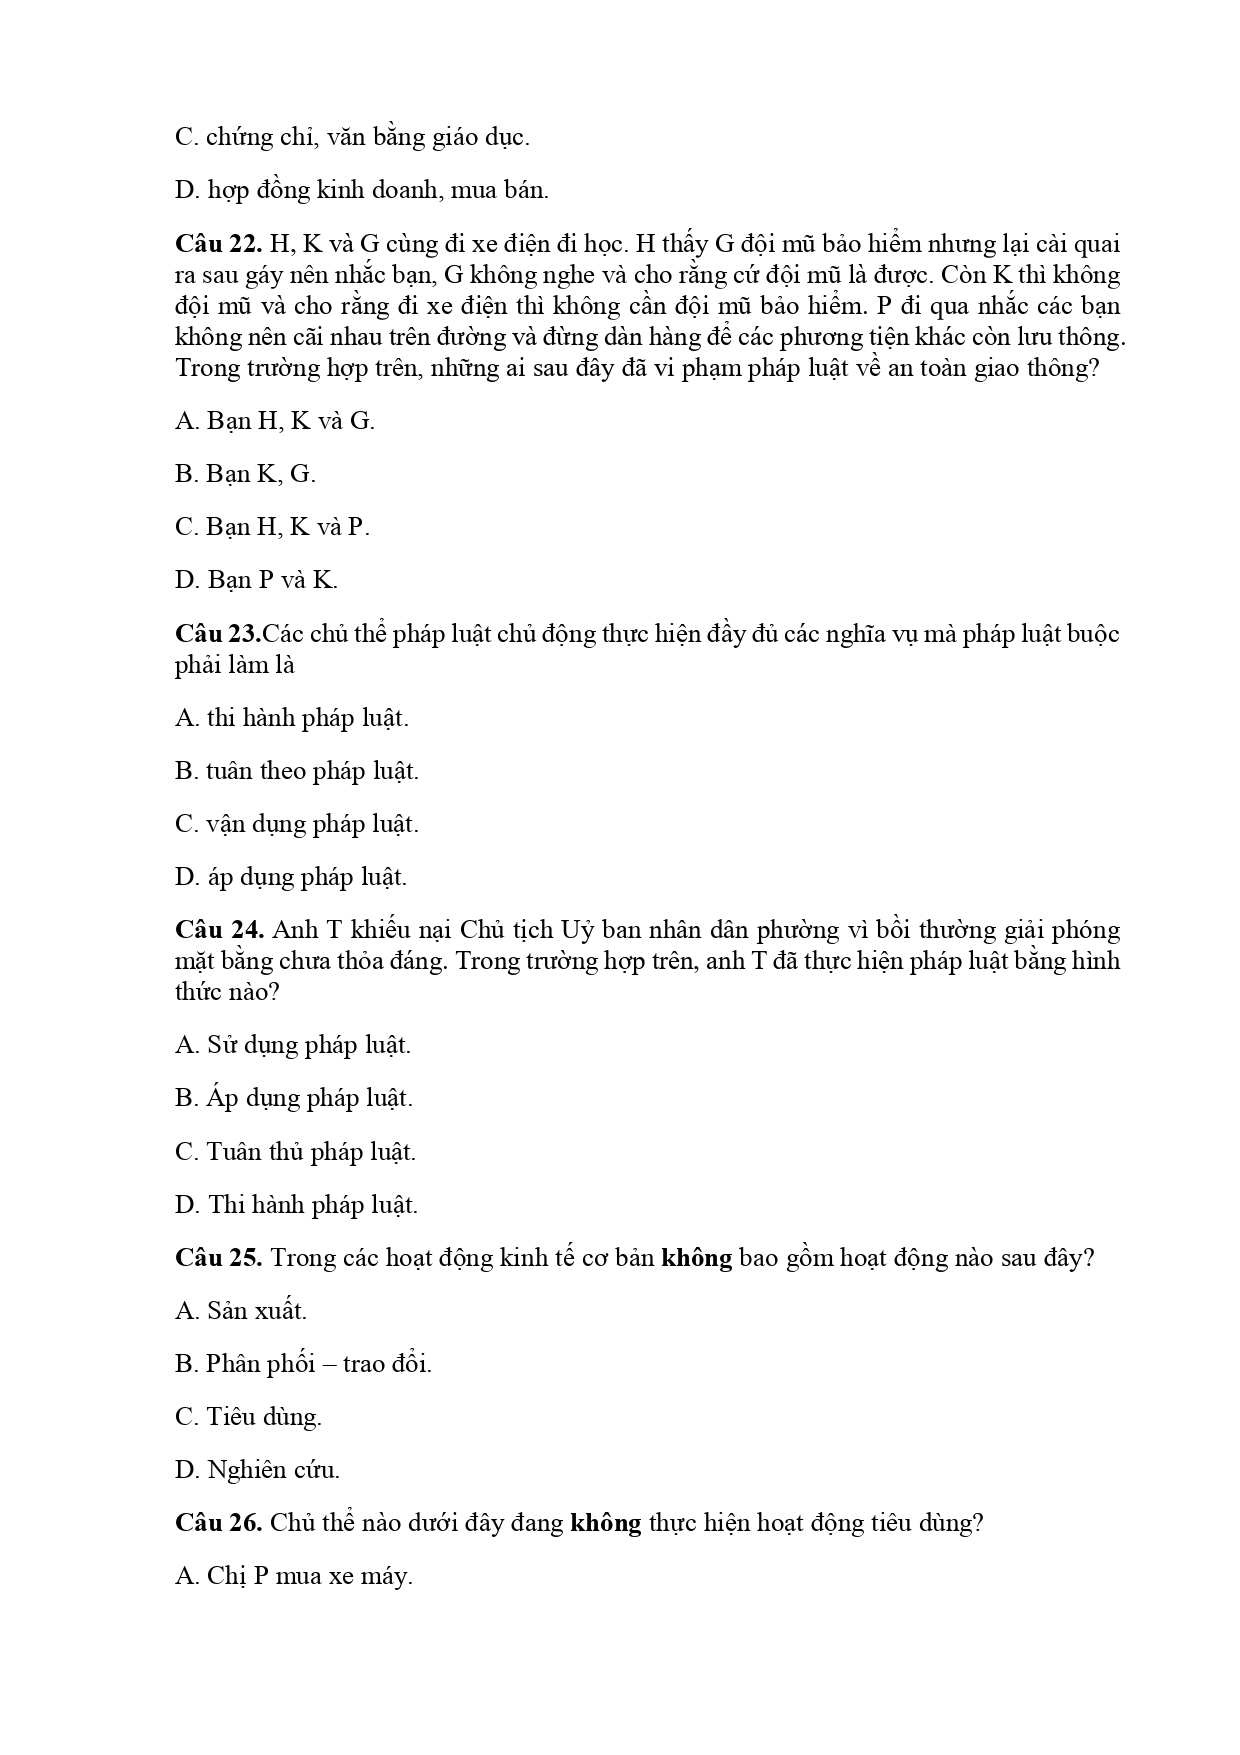 C. chứng chỉ, văn bằng giáo dục.
D. hợp đồng kinh doanh, mua bán.
Câu 22. H, K và G cùng đi xe điện đi học. H thấy G đội mũ bảo hiểm nhưng lại cài quai
ra sau gáy nên nhắc bạn, G không nghe và cho rằng cứ đội mũ là được. Còn K thì không
đội mũ và cho rằng đi xe điện thì không cần đội mũ bảo hiểm. P đi qua nhắc các bạn
không nên cãi nhau trên đường và đừng dàn hàng để các phương tiện khác còn lưu thông.
Trong trường hợp trên, những ai sau đây đã vi phạm pháp luật về an toàn giao thông?
A. Bạn H, K và G.
B. Bạn K, G.
C. Bạn H, K và P.
D. Bạn P và K.
Câu 23.Các chủ thể pháp luật chủ động thực hiện đầy đủ các nghĩa vụ mà pháp luật buộc
phải làm là
A. thi hành pháp luật.
B. tuân theo pháp luật.
C. vận dụng pháp luật.
D. áp dụng pháp luật.
Câu 24. Anh T khiếu nại Chủ tịch Uỷ ban nhân dân phường vì bồi thường giải phóng
mặt bằng chưa thỏa đáng. Trong trường hợp trên, anh T đã thực hiện pháp luật bằng hình
thức nào?
A. Sử dụng pháp luật.
B. Áp dụng pháp luật.
C. Tuân thủ pháp luật.
D. Thi hành pháp luật.
Câu 25. Trong các hoạt động kinh tế cơ bản không bao gồm hoạt động nào sau đây?
A. Sản xuất.
B. Phân phối – trao đổi.
C. Tiêu dùng.
D. Nghiên cứu.
Câu 26. Chủ thể nào dưới đây đang không thực hiện hoạt động tiêu dùng?
A. Chị P mua xe máy.